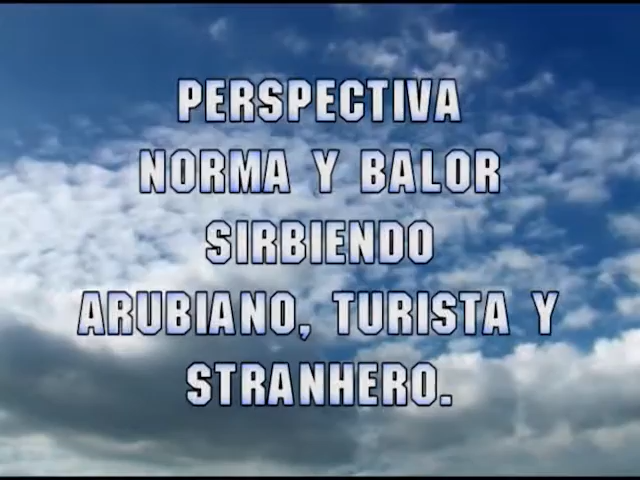 PERSPECTIVA
NORMA Y BALOR
SIRBIENDO
ARUBIANO, TURISTA Y
STRANHERO.